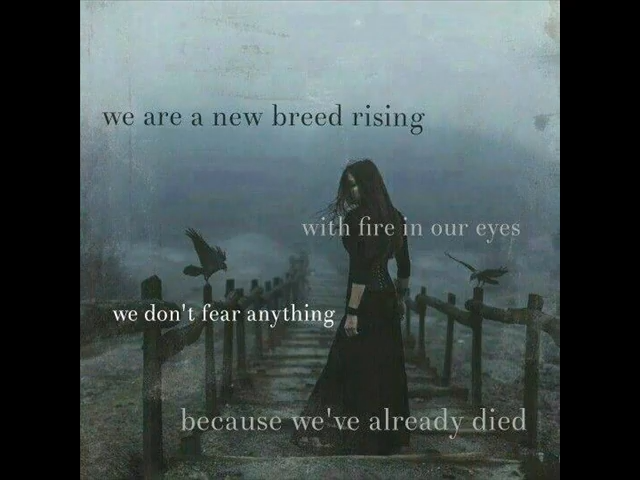 we are a new breed rising
with fire in our eyes
we don't fear anything
because we've already died